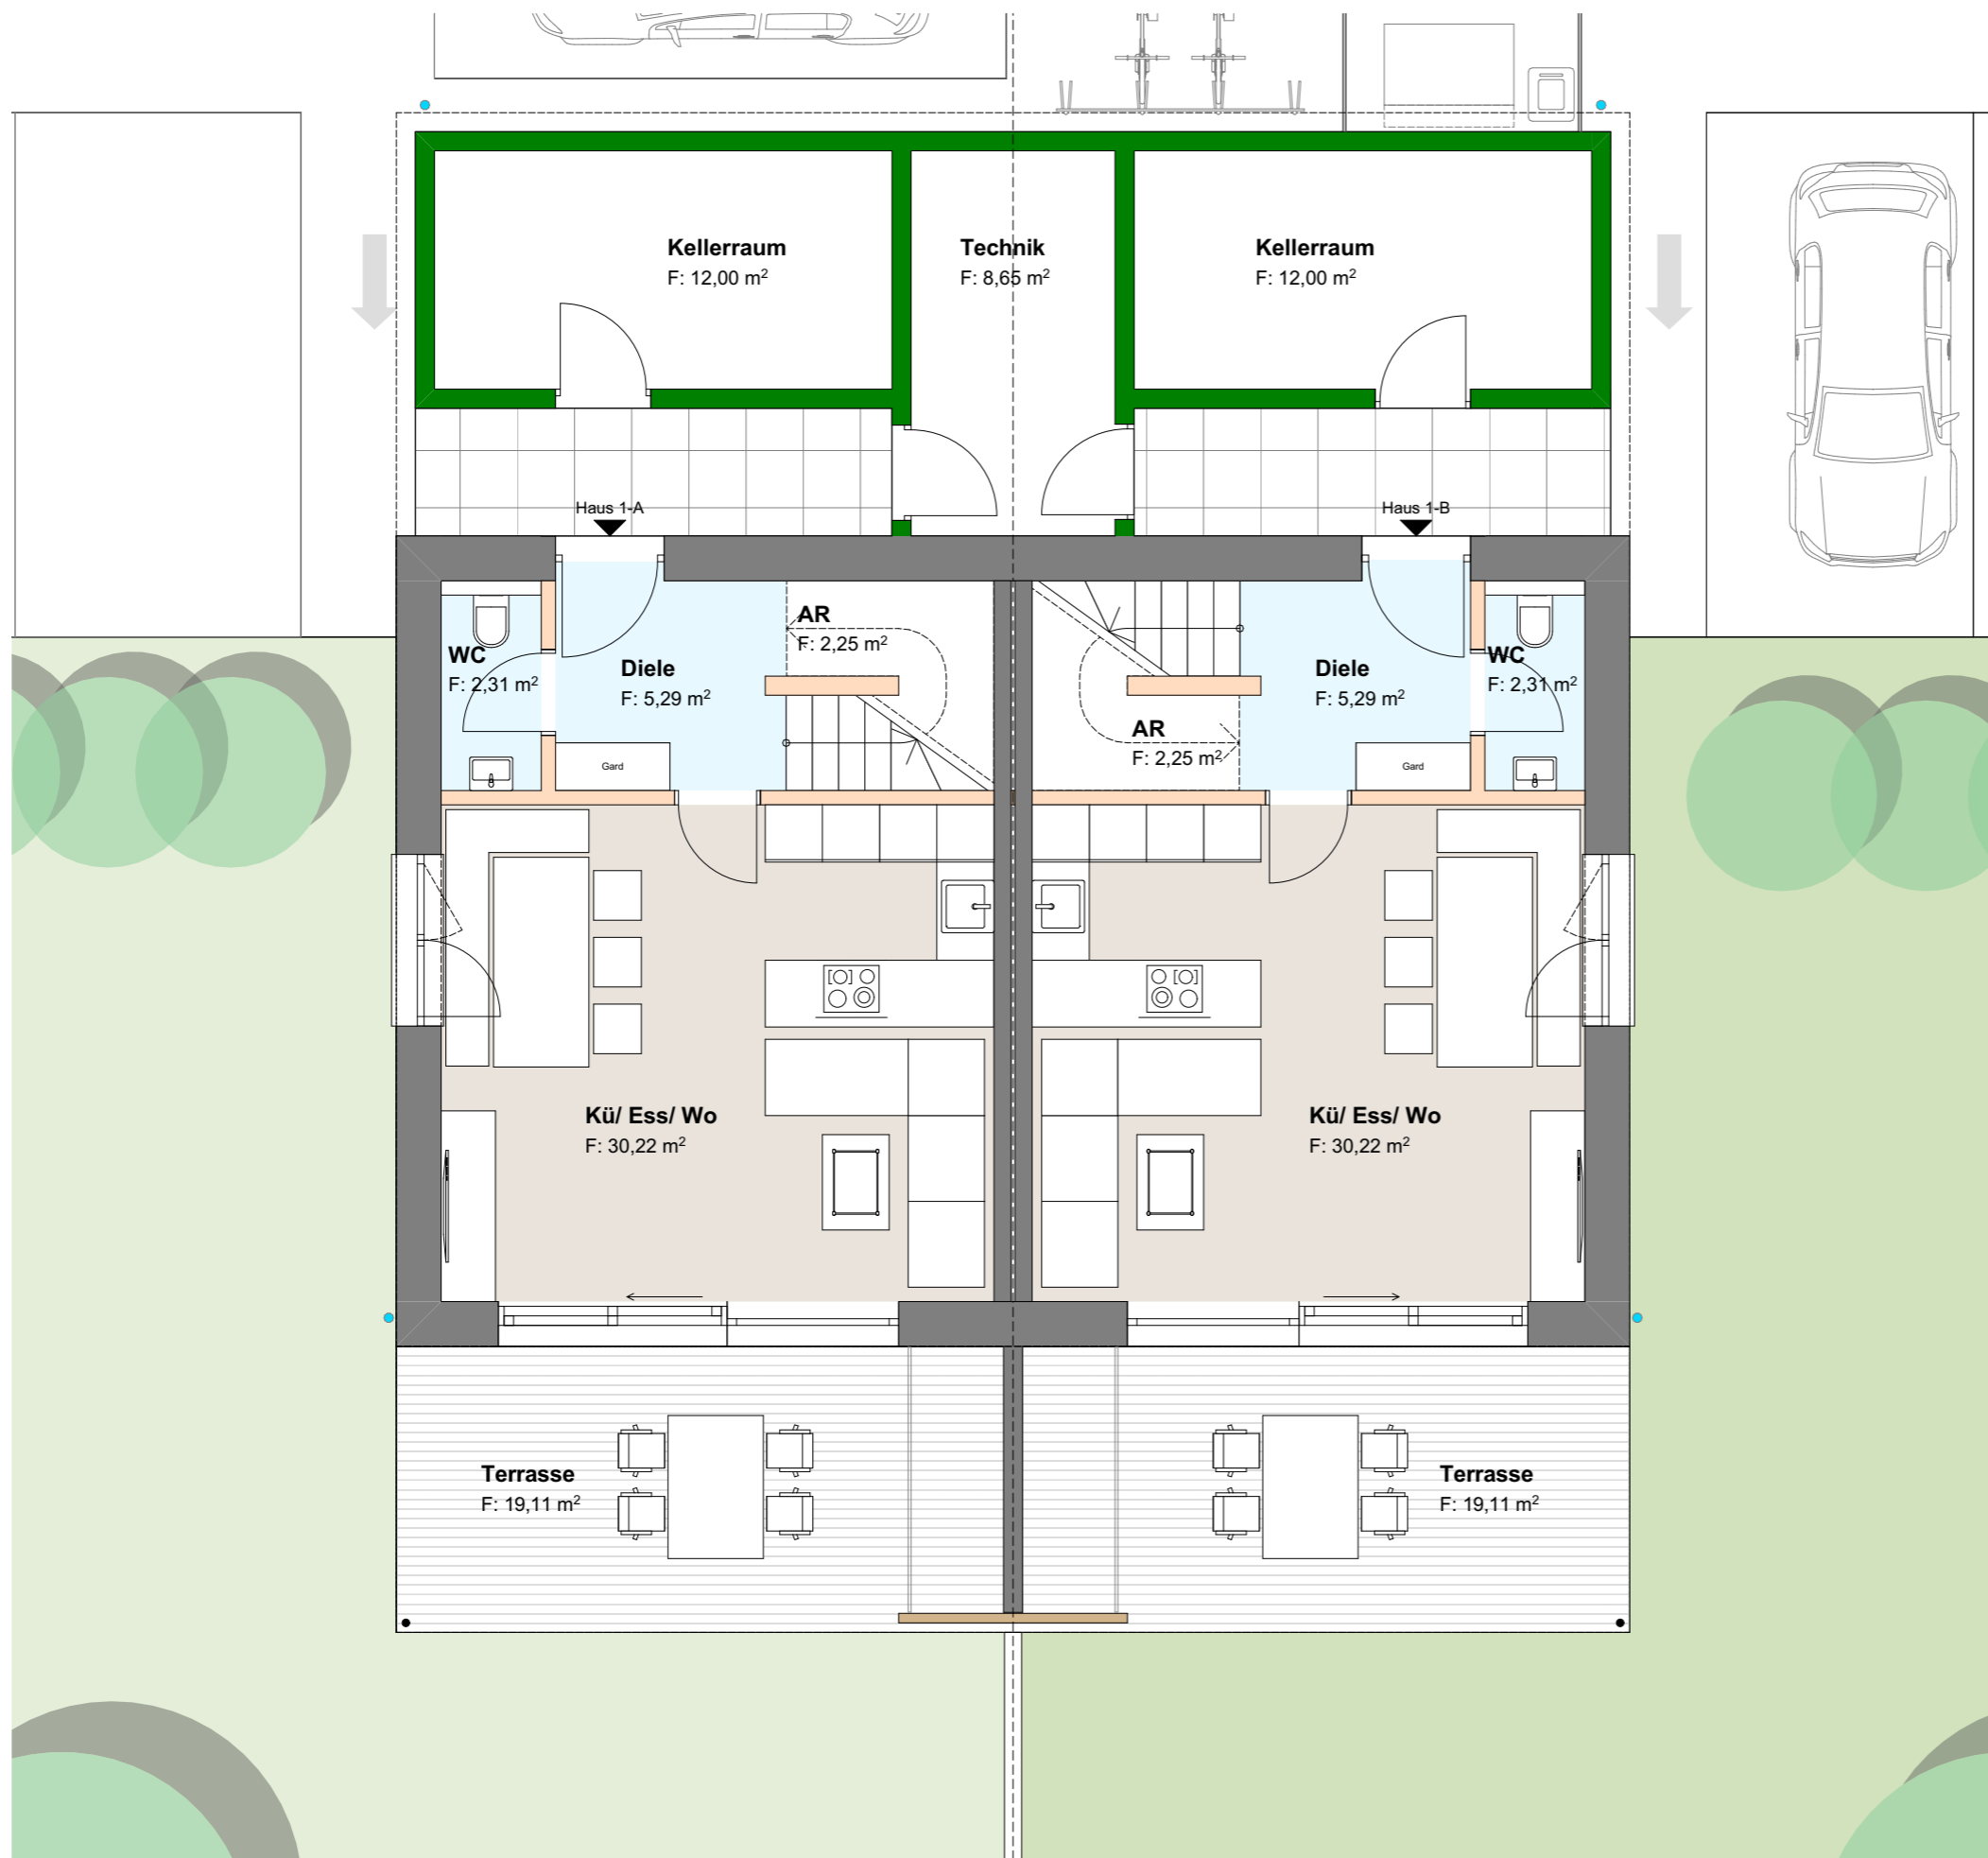 Kellerraum
F: 12,00 m²
Technik
F: 8,65 m²
Kellerraum
F: 12,00 m²
Haus 1-A
Haus 1-B
AR
F: 2,25 m²
WC
F: 2,31 m²
Diele
F: 5,29 m²
Gard
Diele
F: 5,29 m²
WC
F: 2,31 m²
AR
F: 2,25 m²
Gard
Kü/ Ess/ Wo
F: 30,22 m²
Kü/ Ess/ Wo
F: 30,22 m²
Terrasse
F: 19,11 m²
Terrasse
F: 19,11 m²